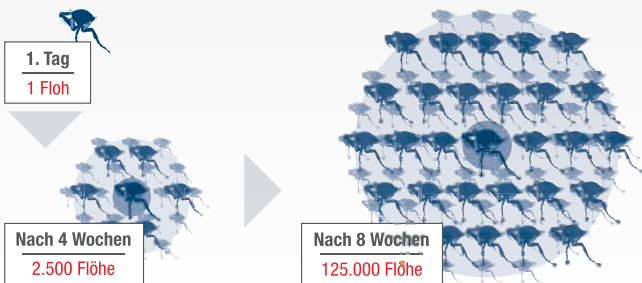 1. Tag
1 Floh
Nach 4 Wochen
2.500 Flöhe
Nach 8 Wochen
125.000 Flöhe